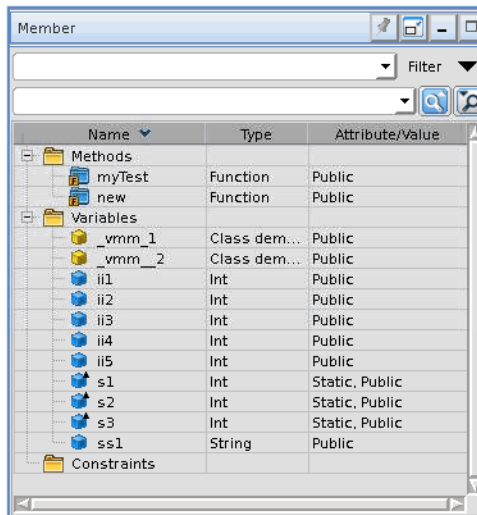 Member
Filter
Name Type Attribute/Value
Methods
myTest Function Public
new Function Public
Variables
_vmm_1 Class dem... Public
_vmm__2 Class dem... Public
ii1 Int Public
ii2 Int Public
ii3 Int Public
ii4 Int Public
ii5 Int Public
s1 Int Static, Public
s2 Int Static, Public
s3 Int Static, Public
ss1 String Public
Constraints